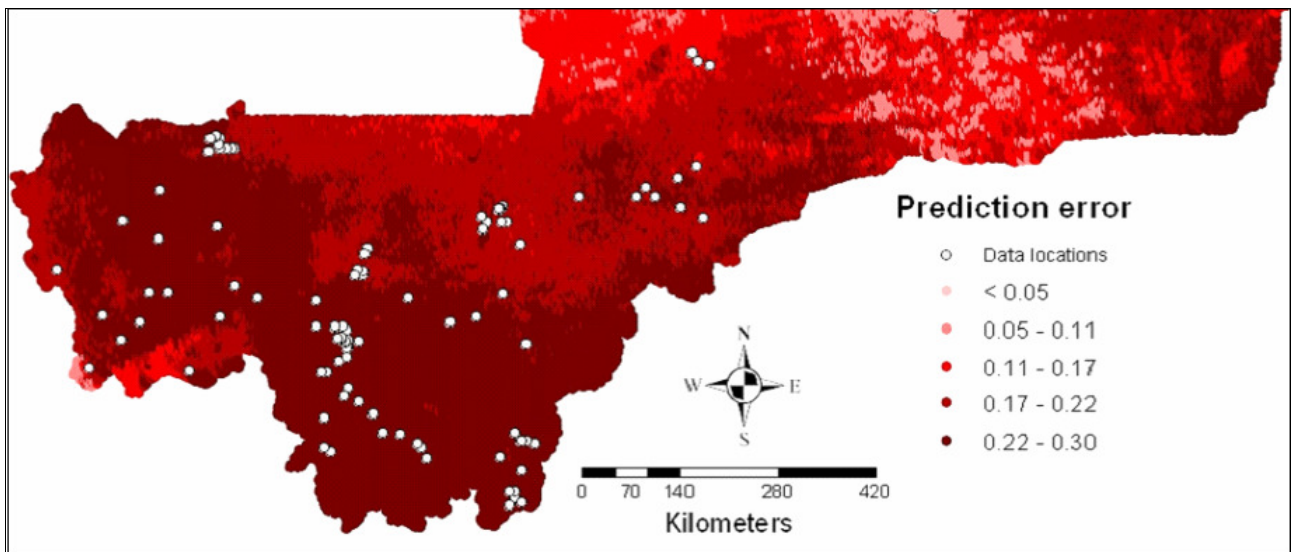 Prediction error
Data locations
< 0.05
0.05 - 0.11
0.11 - 0.17
0.17 - 0.22
0.22 - 0.30
N
W E
S
0 70 140 280 420
Kilometers